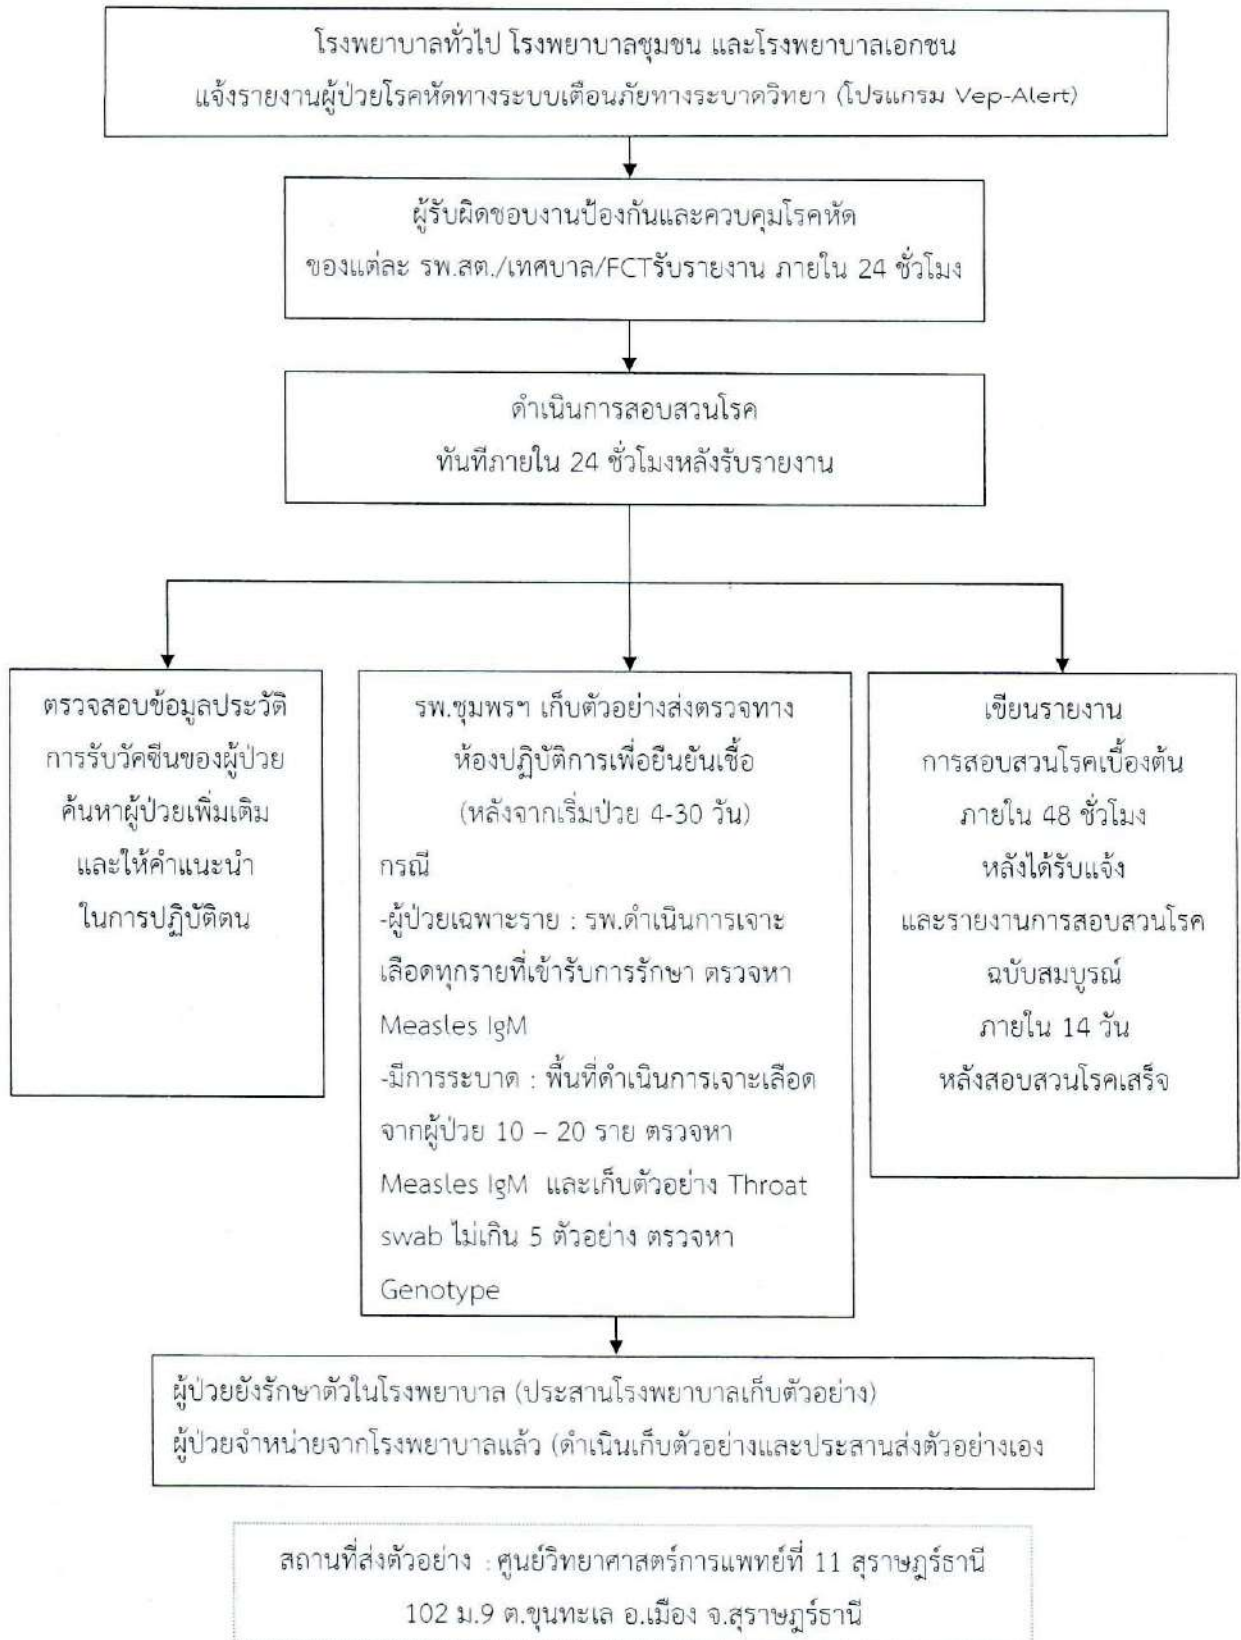 โรงพยาบาลทั่วไป โรงพยาบาลชุมชน และโรงพยาบาลเอกชน
แจ้งรายงานผู้ป่วยโรคหัดทางระบบเตือนภัยทางระบาดวิทยา (โปรแกรม Vep-Alert)
ผู้รับผิดชอบงานป้องกันและควบคุมโรคหัด
ของแต่ละ รพ.สต./เทศบาล/FCTรับรายงาน ภายใน 24 ชั่วโมง
ดำเนินการสอบสวนโรค
ทันทีภายใน 24 ชั่วโมงหลังรับรายงาน
ตรวจสอบข้อมูลประวัติ
การรับวัคซีนของผู้ป่วย
ค้นหาผู้ป่วยเพิ่มเติม
และให้คำแนะนำ
ในการปฏิบัติตน
รพ.ชุมพรฯ เก็บตัวอย่างส่งตรวจทาง
ห้องปฏิบัติการเพื่อยืนยันเชื้อ
(หลังจากเริ่มป่วย 4-30 วัน)
กรณี
-ผู้ป่วยเฉพาะราย : รพ.ดำเนินการเจาะ
เลือดทุกรายที่เข้ารับการรักษา ตรวจหา
Measles IgM
-มีการระบาด : พื้นที่ดำเนินการเจาะเลือด
จากผู้ป่วย 10 – 20 ราย ตรวจหา
Measles IgM และเก็บตัวอย่าง Throat
swab ไม่เกิน 5 ตัวอย่าง ตรวจหา
Genotype
เขียนรายงาน
การสอบสวนโรคเบื้องต้น
ภายใน 48 ชั่วโมง
หลังได้รับแจ้ง
และรายงานการสอบสวนโรค
ฉบับสมบูรณ์
ภายใน 14 วัน
หลังสอบสวนโรคเสร็จ
ผู้ป่วยยังรักษาตัวในโรงพยาบาล (ประสานโรงพยาบาลเก็บตัวอย่าง)
ผู้ป่วยจำหน่ายจากโรงพยาบาลแล้ว (ดำเนินเก็บตัวอย่างและประสานส่งตัวอย่างเอง
สถานที่ส่งตัวอย่าง : ศูนย์วิทยาศาสตร์การแพทย์ที่ 11 สุราษฎร์ธานี
102 ม.9 ต.ขุนทะเล อ.เมือง จ.สุราษฎร์ธานี